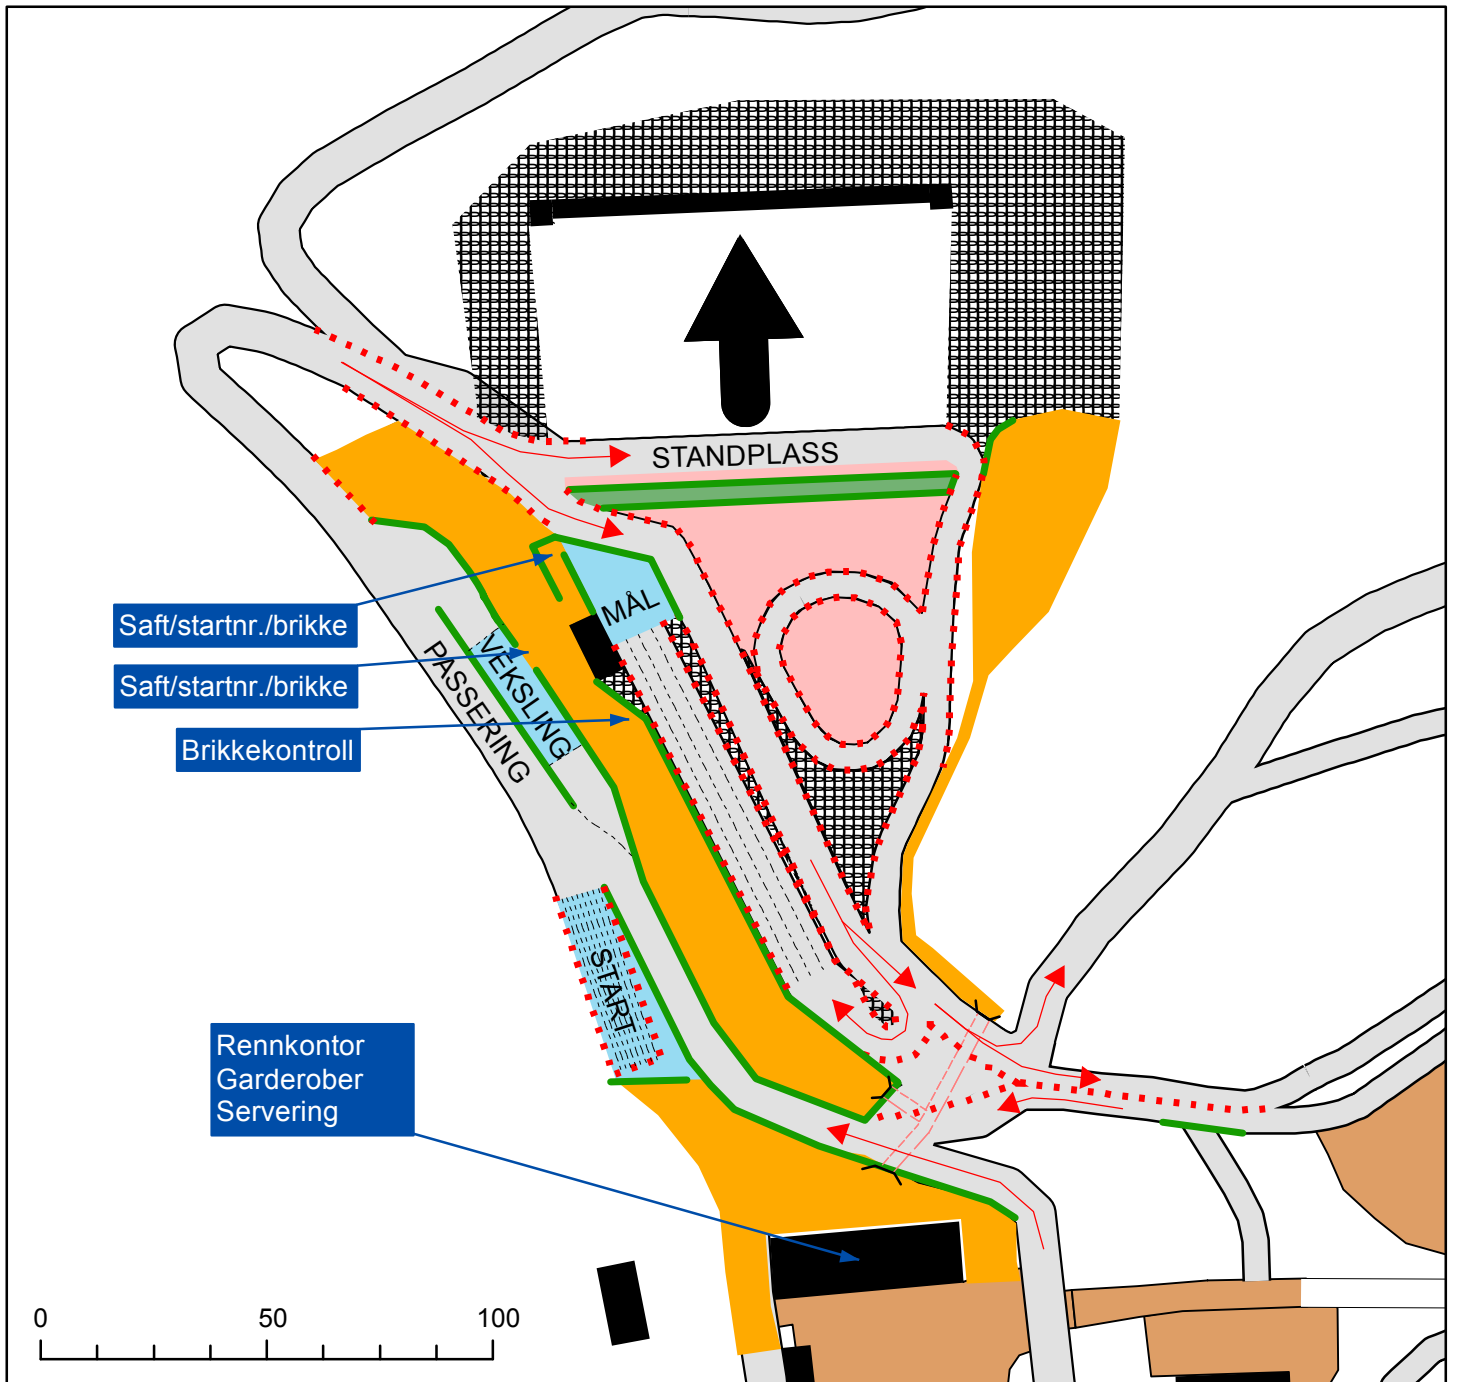 STANDPLASS
MÅL
Saft/startnr./brikke
Saft/startnr./brikke
VEKSLING
PASSERING
Brikkekontroll
START
Rennkontor
Garderober
Servering
0 50 100